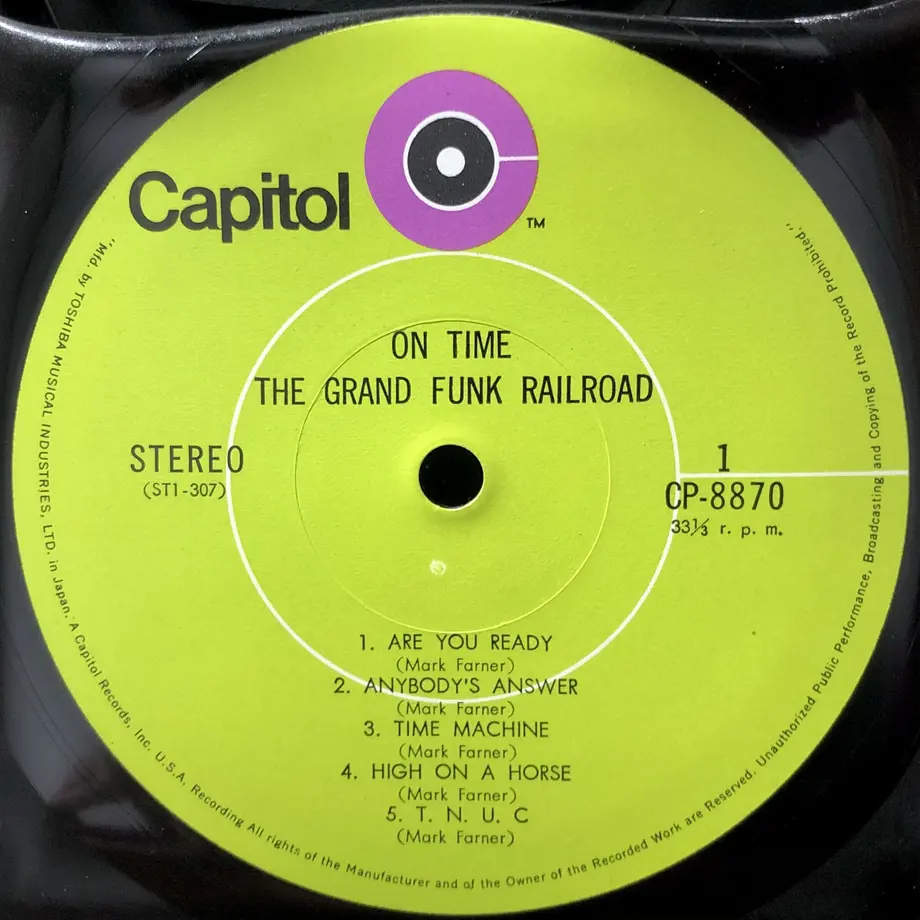 Capitol
TM
ON TIME
THE GRAND FUNK RAILROAD
STEREO
(ST1-307)
1
CP-8870
33⅓ r. p. m.
1. ARE YOU READY
(Mark Farner)
2. ANYBODY'S ANSWER
(Mark Farner)
3. TIME MACHINE
(Mark Farner)
4. HIGH ON A HORSE
(Mark Farner)
5. T. N. U. C
(Mark Farner)
"Mfd. by TOSHIBA MUSICAL INDUSTRIES, LTD. in Japan. A Capitol Records, Inc. U.S.A. Recording All rights of the Manufacturer and of the Owner of the Recorded Work are Reserved. Unauthorized Public Performance, Broadcasting and Copying of the Record Prohibited."